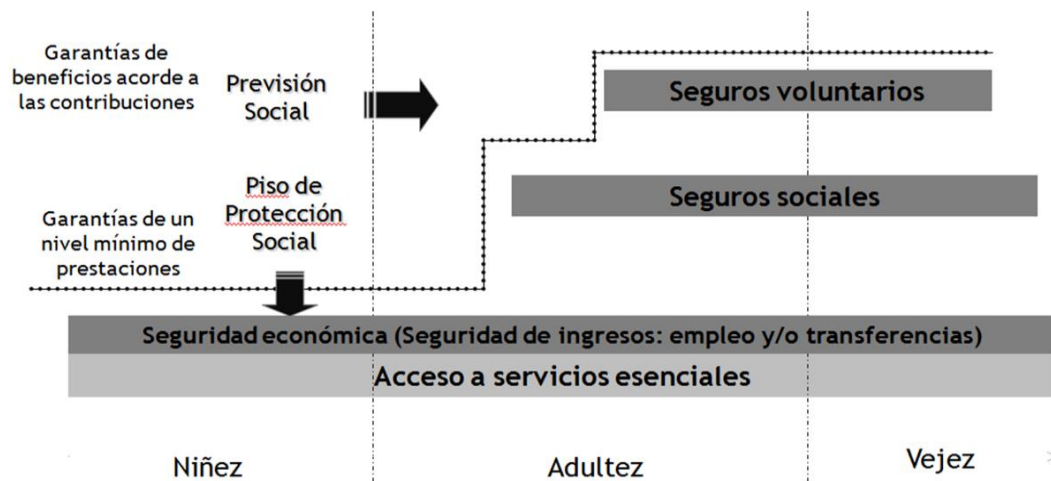 Garantías de
beneficios acorde a
las contribuciones
Previsión
Social
Seguros voluntarios
Piso de
Protección
Social
Seguros sociales
Garantías de un
nivel mínimo de
prestaciones
Seguridad económica (Seguridad de ingresos: empleo y/o transferencias)
Acceso a servicios esenciales
Niñez
Adultez
Vejez